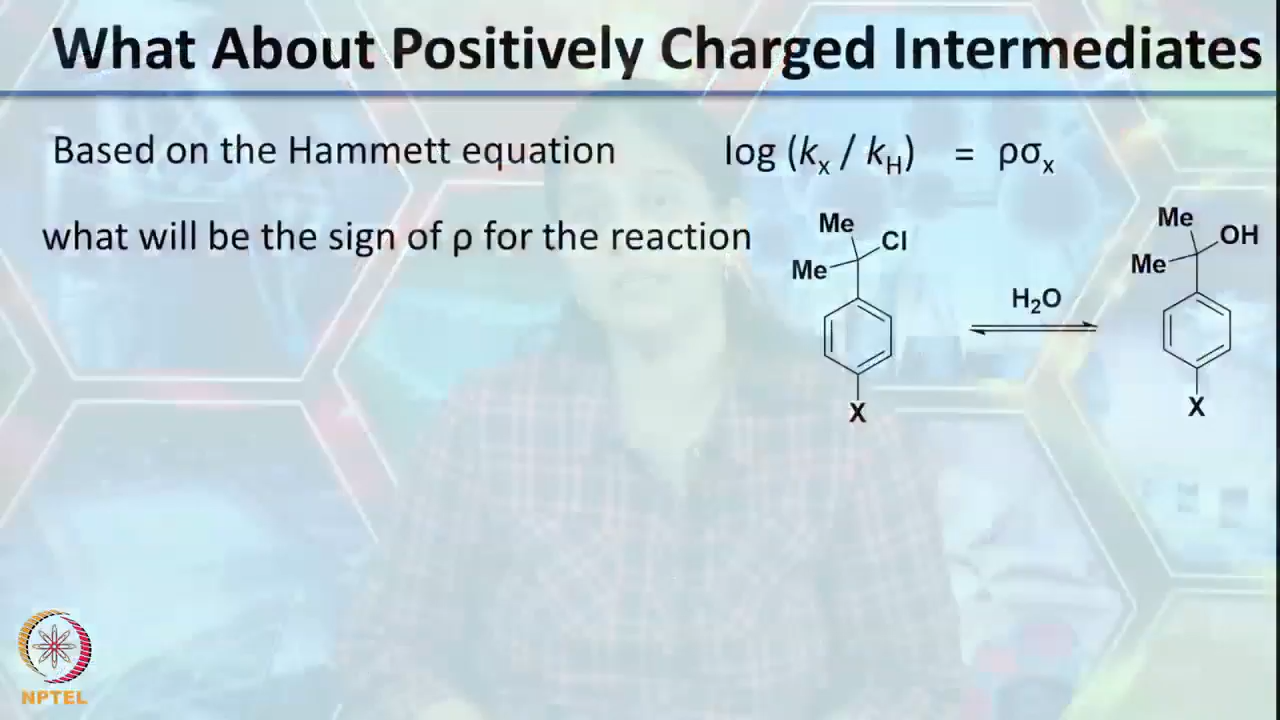 What About Positively Charged Intermediates
Based on the Hammett equation log (kx / kH) = ρσx
what will be the sign of ρ for the reaction
Me
Cl
Me
X
H2O
Me
OH
Me
X
NPTEL